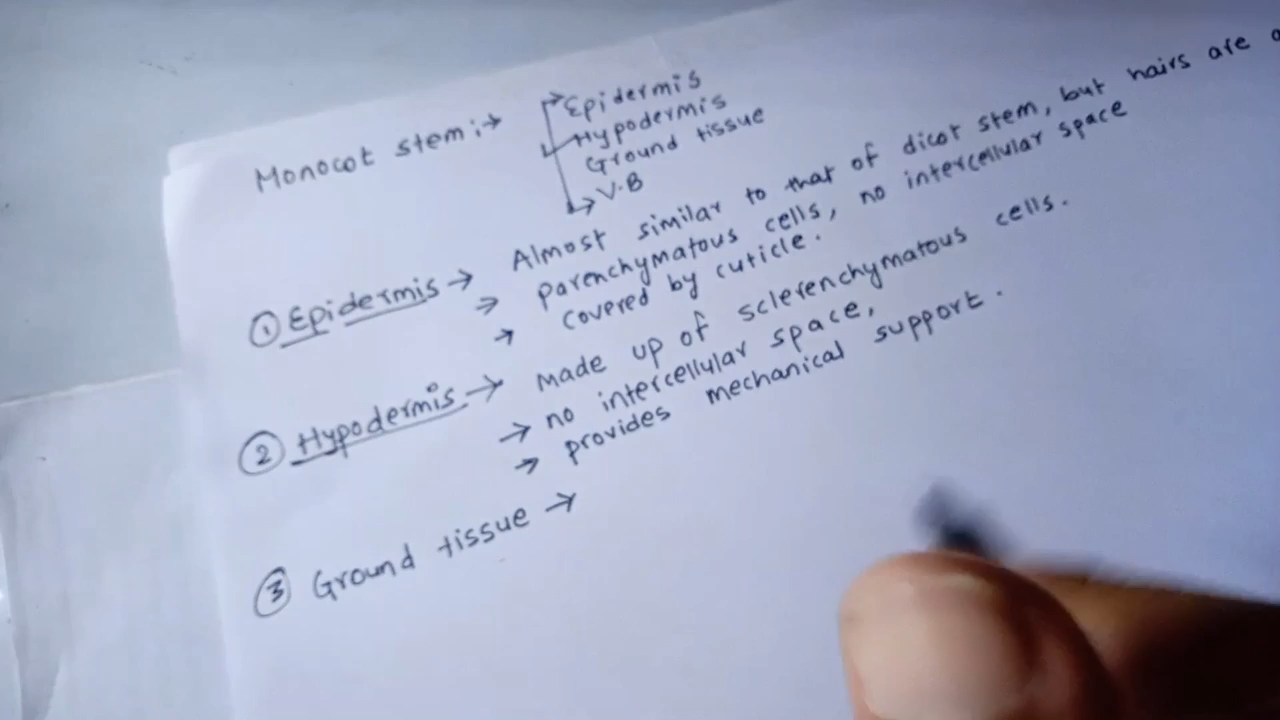 Monocot stem :→ Epidermis
Hypodermis
Ground tissue
→ V.B
① Epidermis → Almost similar to that of dicot stem, but hairs are
→ parenchymatous cells, no intercellular space
→ covered by cuticle.
② Hypodermis → Made up of sclerenchymatous cells.
→ no intercellular space,
→ provides mechanical support.
③ Ground tissue →